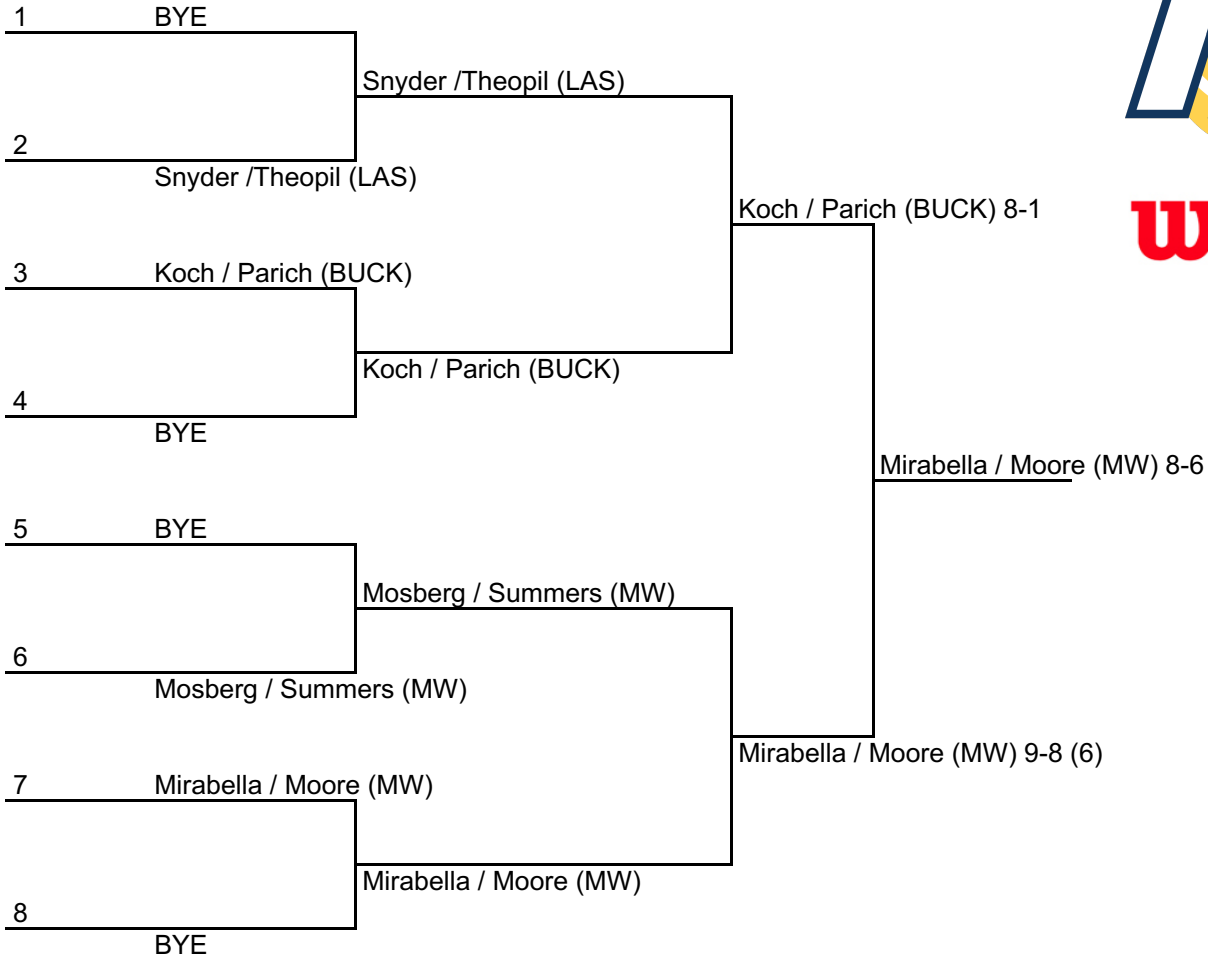 1 BYE
Snyder /Theopil (LAS)
2
Snyder /Theopil (LAS)
Koch / Parich (BUCK) 8-1
3 Koch / Parich (BUCK)
Koch / Parich (BUCK)
4
BYE
Mirabella / Moore (MW) 8-6
5 BYE
Mosberg / Summers (MW)
6
Mosberg / Summers (MW)
Mirabella / Moore (MW) 9-8 (6)
7 Mirabella / Moore (MW)
Mirabella / Moore (MW)
8
BYE